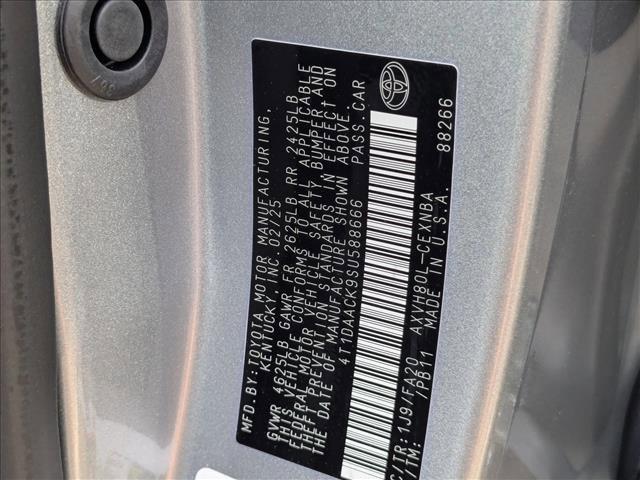 MFD.BY:TOYOTA MOTOR MANUFACTURING,
KENTUCKY, INC. 02/25
GVWR 4625LB GAWR FR 2625LB RR 2425LB
THIS VEHICLE CONFORMS TO ALL APPLICABLE
FEDERAL MOTOR VEHICLE SAFETY, BUMPER AND
THEFT PREVENTION STANDARDS IN EFFECT ON
THE DATE OF MANUFACTURE SHOWN ABOVE.
4T1DAACK9SU588666 PASS.CAR
C/TR:1J9/FA20 AXVH80L-CEXNBA
/TM: /PB11 MADE IN U.S.A.
88266